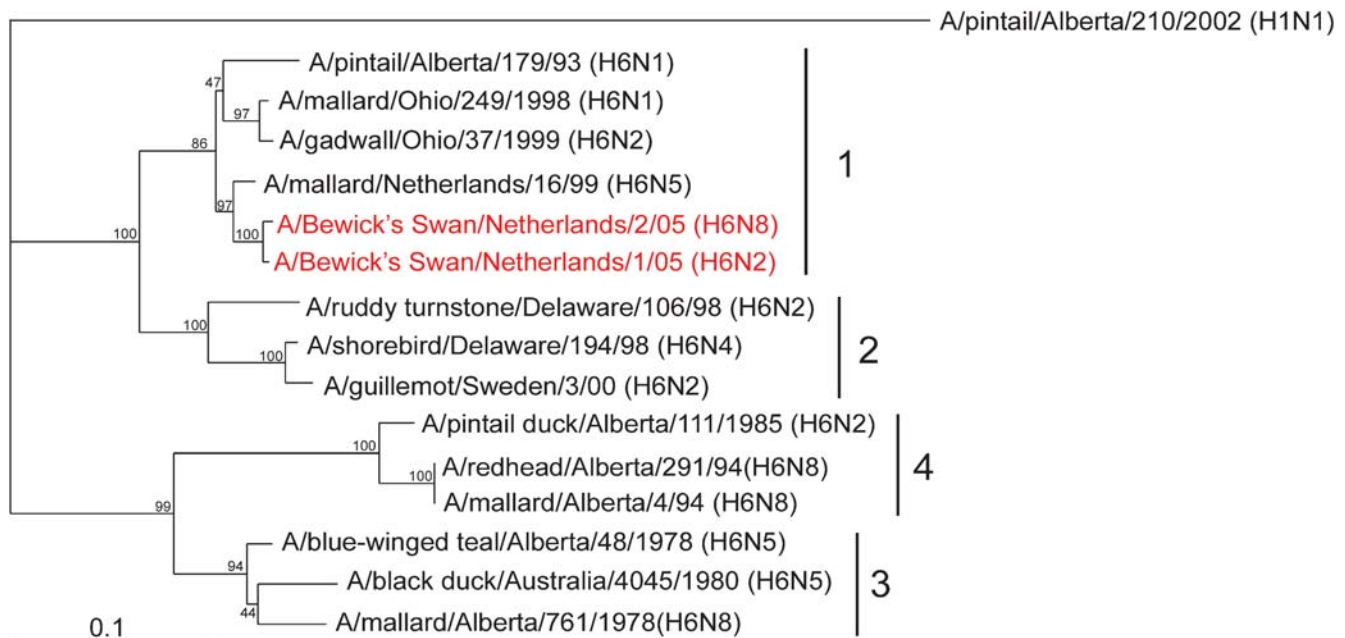 A/pintail/Alberta/210/2002 (H1N1)
A/pintail/Alberta/179/93 (H6N1)
47
A/mallard/Ohio/249/1998 (H6N1)
97
A/gadwall/Ohio/37/1999 (H6N2)
86
1
A/mallard/Netherlands/16/99 (H6N5)
97
A/Bewick's Swan/Netherlands/2/05 (H6N8)
100
100
A/Bewick's Swan/Netherlands/1/05 (H6N2)
A/ruddy turnstone/Delaware/106/98 (H6N2)
100
A/shorebird/Delaware/194/98 (H6N4)
2
100
A/guillemot/Sweden/3/00 (H6N2)
A/pintail duck/Alberta/111/1985 (H6N2)
100
A/redhead/Alberta/291/94(H6N8)
4
100
A/mallard/Alberta/4/94 (H6N8)
99
A/blue-winged teal/Alberta/48/1978 (H6N5)
94
A/black duck/Australia/4045/1980 (H6N5)
3
44
A/mallard/Alberta/761/1978(H6N8)
0.1